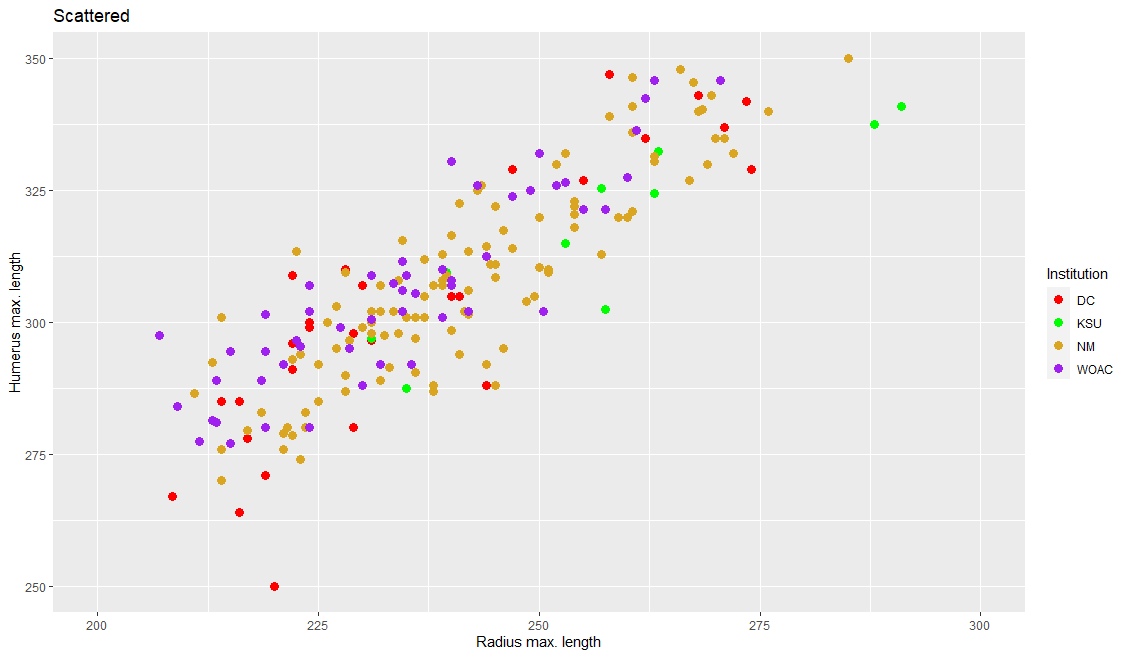 Scattered
350
325
300
275
250
Humerus max. length
200
225
250
275
300
Radius max. length
Institution
DC
KSU
NM
WOAC